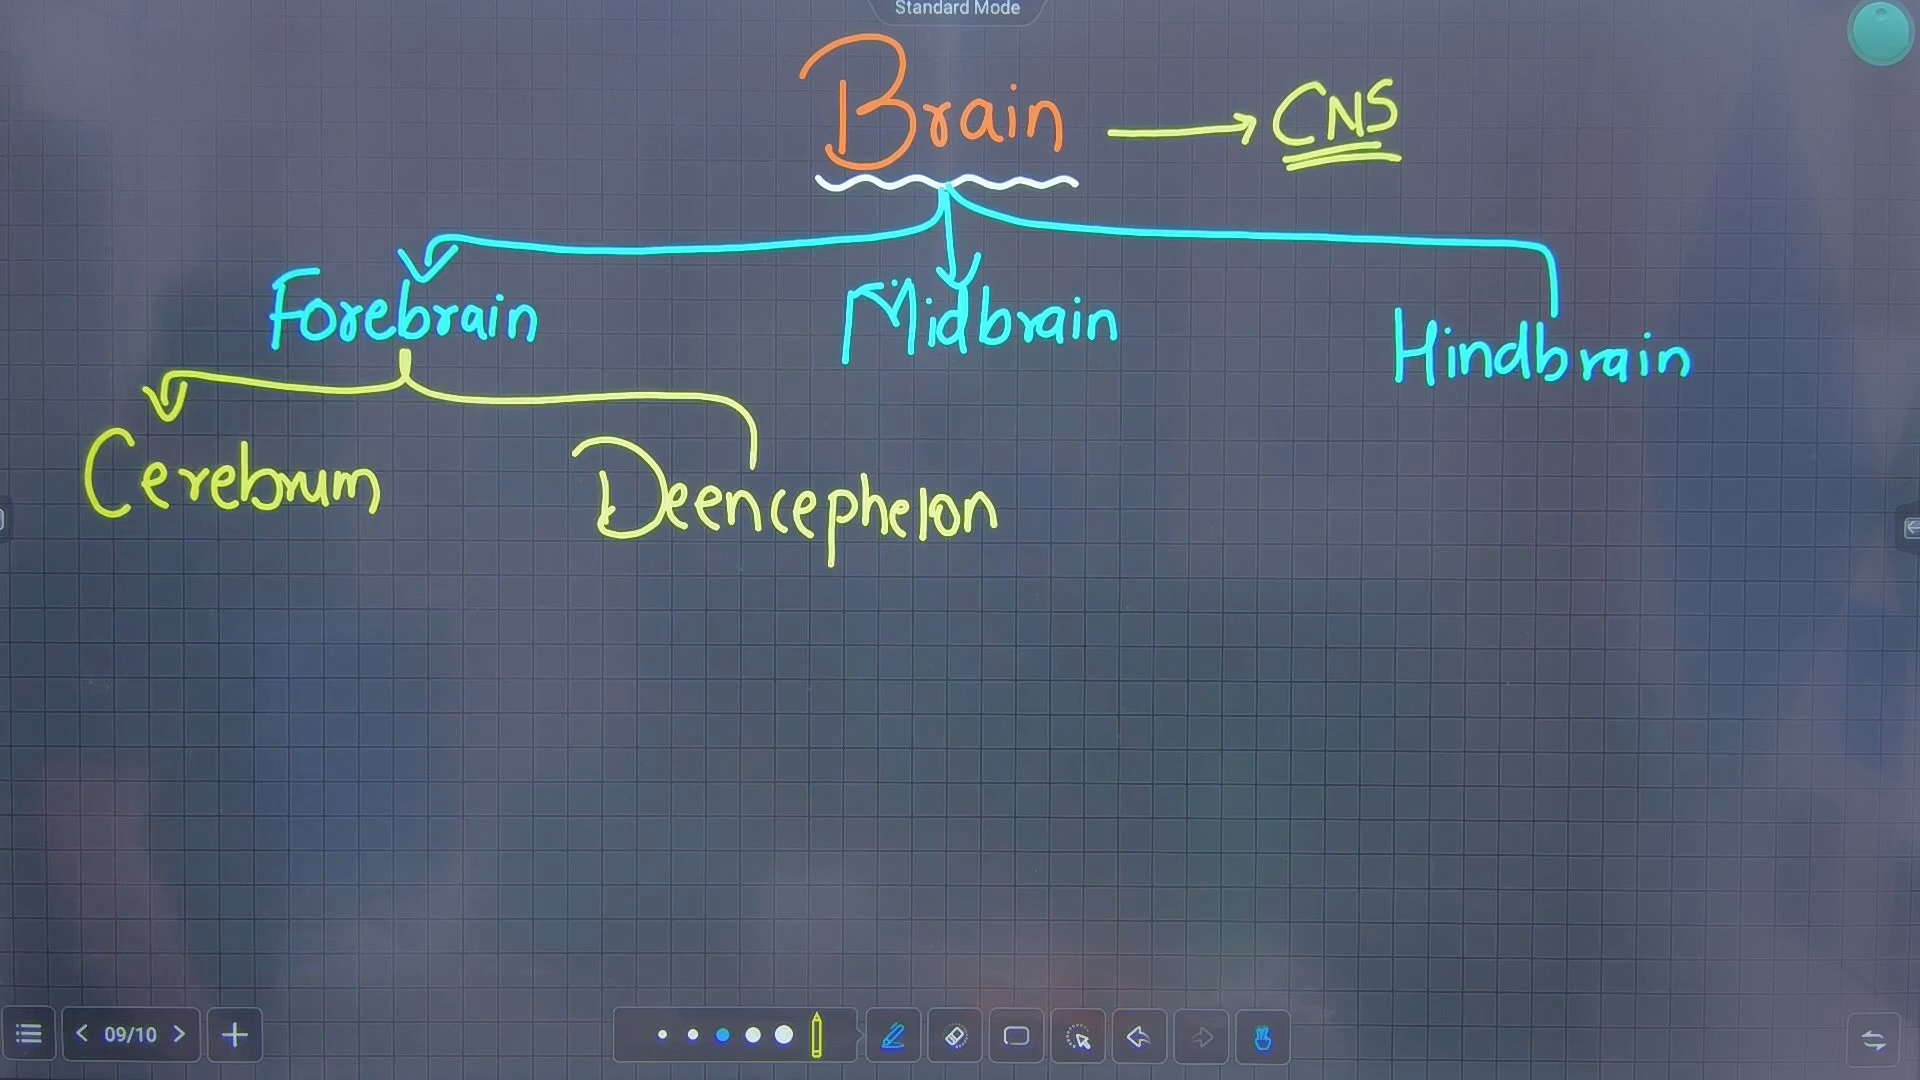 Standard Mode
Brain → CNS
Forebrain Midbrain Hindbrain
Cerebrum Deencephelon
09/10